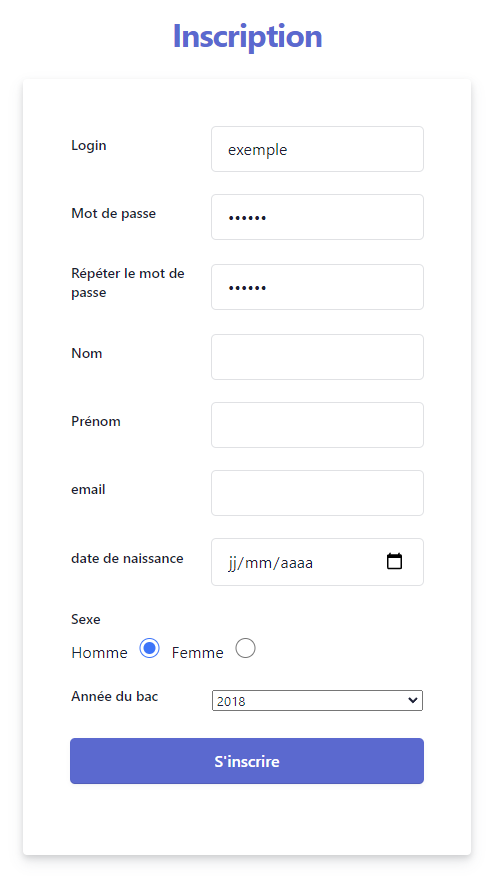 Inscription
Login
exemple
Mot de passe
••••••
Répéter le mot de
passe
••••••
Nom
Prénom
email
date de naissance
jj/mm/aaaa
Sexe
Homme Femme
Année du bac
2018
S'inscrire